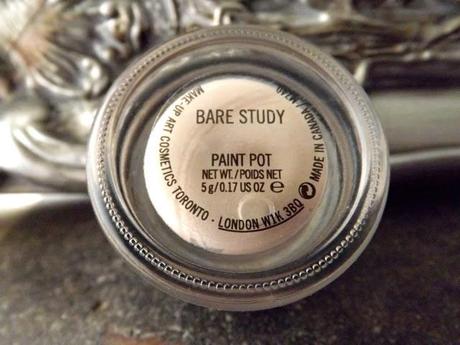 BARE STUDY
PAINT POT
NET WT./POIDS NET
5 g/0.17 US OZ e
MAKE-UP ART COSMETICS TORONTO · LONDON W1K 3BQ
MADE IN CANADA